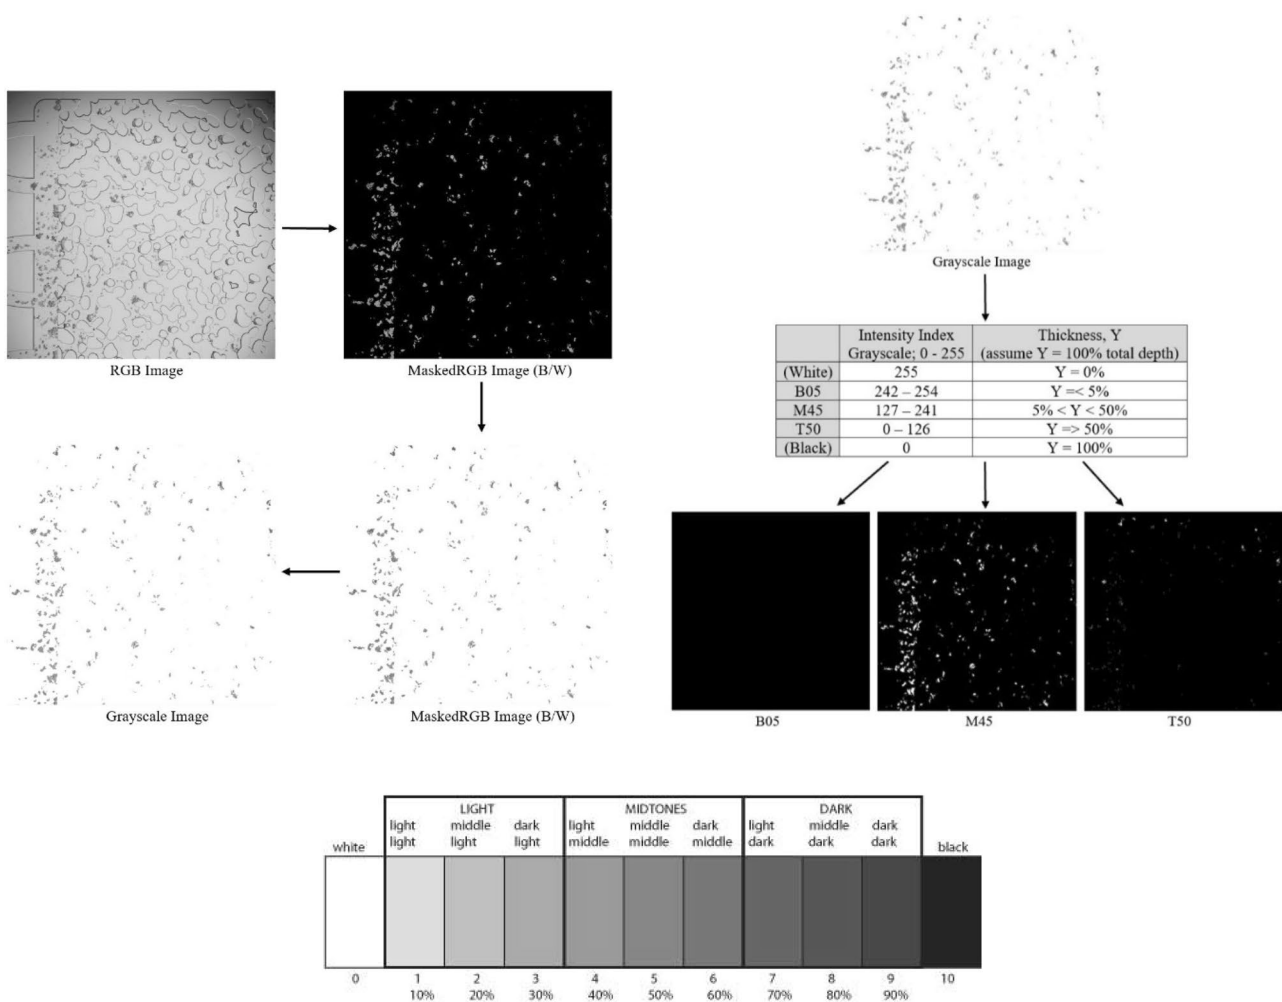 RGB Image
MaskedRGB Image (B/W)
Grayscale Image
MaskedRGB Image (B/W)
Grayscale Image
Intensity Index Thickness, Y
Grayscale; 0 - 255 (assume Y = 100% total depth)
(White) 255 Y = 0%
B05 242 – 254 Y =< 5%
M45 127 – 241 5% < Y < 50%
T50 0 – 126 Y => 50%
(Black) 0 Y = 100%
B05 M45 T50
LIGHT MIDTONES DARK
light middle dark light middle dark light middle dark
white light light light middle middle middle dark dark dark black
0 1 2 3 4 5 6 7 8 9 10
10% 20% 30% 40% 50% 60% 70% 80% 90%